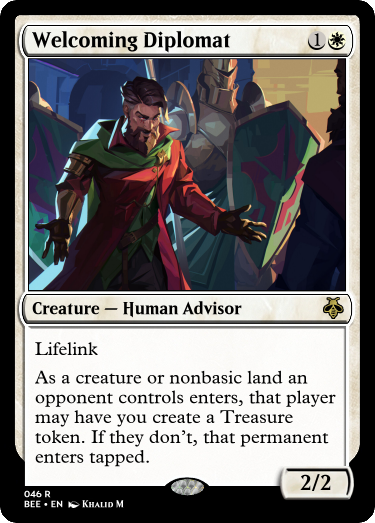 Welcoming Diplomat 1
Creature — Human Advisor
Lifelink
As a creature or nonbasic land an
opponent controls enters, that player
may have you create a Treasure
token. If they don't, that permanent
enters tapped.
2/2
046 R
BEE • EN Khalid M